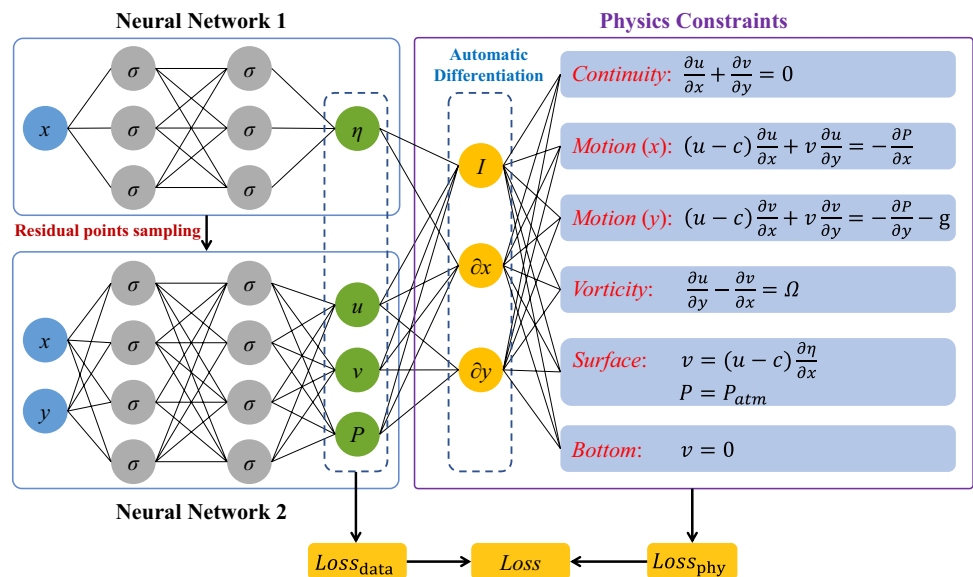 Neural Network 1
Physics Constraints
x
σ
σ
σ
σ
σ
σ
η
Residual points sampling
x
y
σ
σ
σ
σ
σ
σ
σ
σ
u
v
P
Neural Network 2
Automatic
Differentiation
I
∂x
∂y
Continuity: ∂u/∂x + ∂v/∂y = 0
Motion (x): (u − c) ∂u/∂x + v ∂u/∂y = − ∂P/∂x
Motion (y): (u − c) ∂v/∂x + v ∂v/∂y = − ∂P/∂y − g
Vorticity: ∂u/∂y − ∂v/∂x = Ω
Surface: v = (u − c) ∂η/∂x
P = P_atm
Bottom: v = 0
Loss_data
Loss
Loss_phy